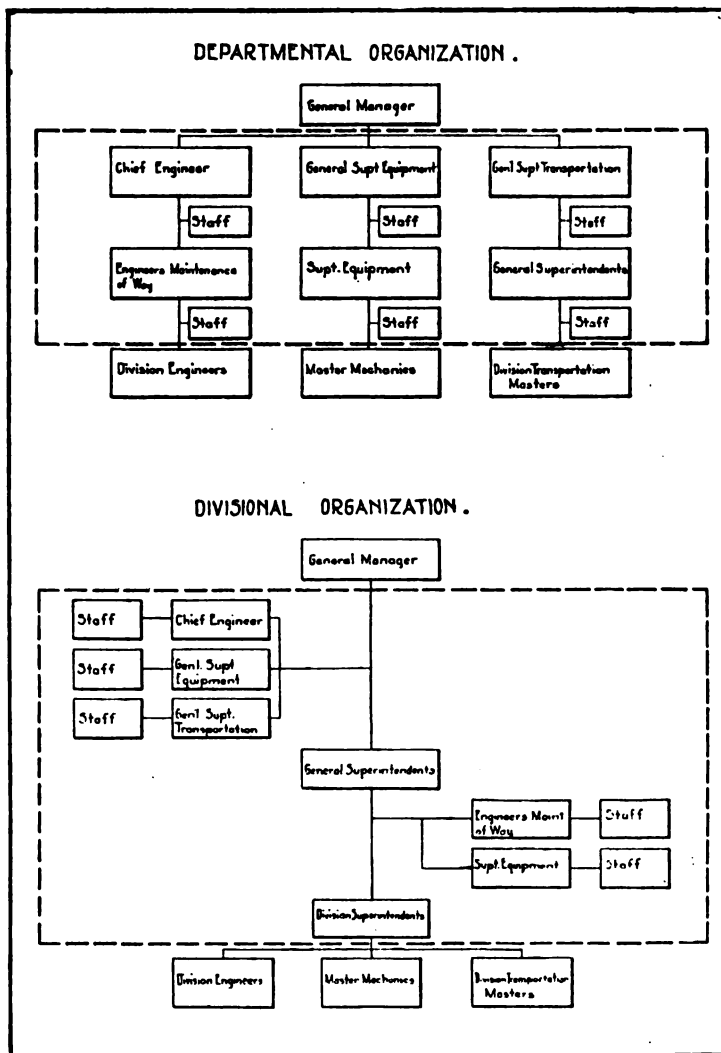 DEPARTMENTAL ORGANIZATION.
General Manager
Chief Engineer
General Supt Equipment
Gen'l Supt Transportation
Staff
Staff
Staff
Engineers Maintenance
of Way
Supt. Equipment
General Superintendents
Staff
Staff
Staff
Division Engineers
Master Mechanics
Division Transportation
Masters
DIVISIONAL ORGANIZATION.
General Manager
Staff
Chief Engineer
Staff
Genl. Supt
Equipment
Staff
Gen'l Supt.
Transportation
General Superintendents
Engineers Maint
of Way
Staff
Supt. Equipment
Staff
Division Superintendents
Division Engineers
Master Mechanics
Division Transportation
Masters